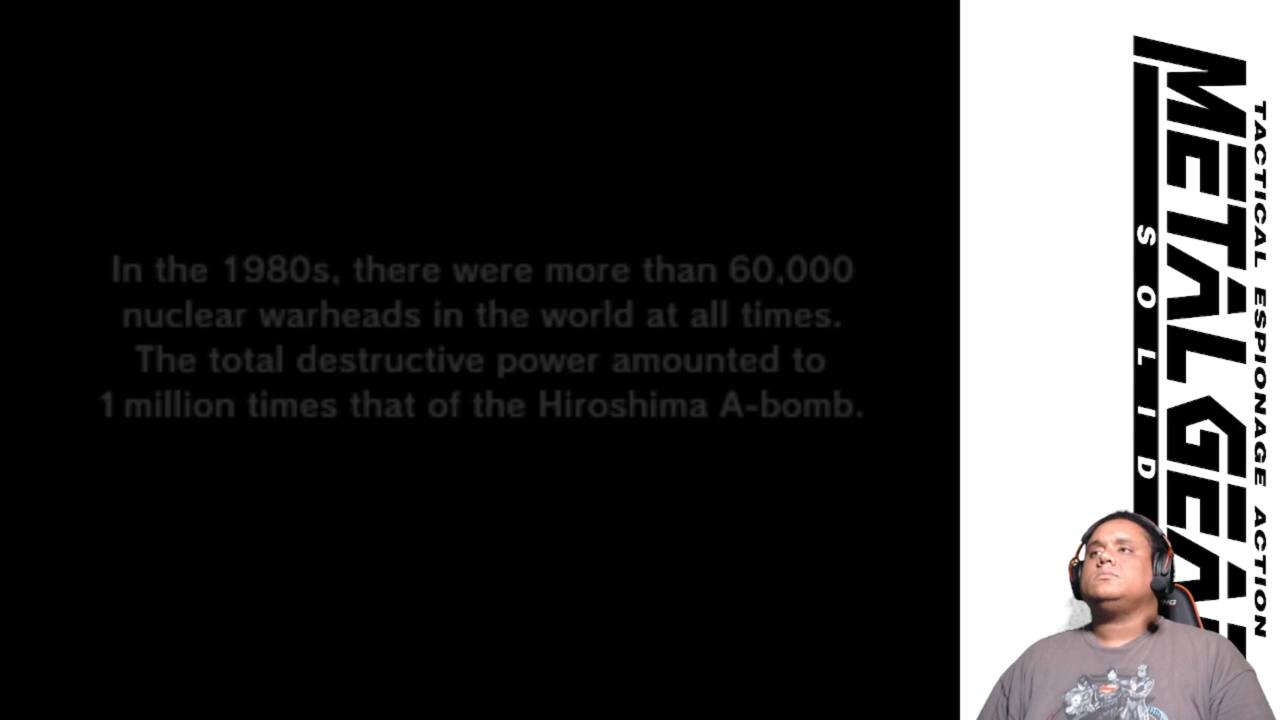 In the 1980s, there were more than 60,000
nuclear warheads in the world at all times.
The total destructive power amounted to
1 million times that of the Hiroshima A-bomb.
TACTICAL ESPIONAGE ACTION
METAL GEA
SOLID